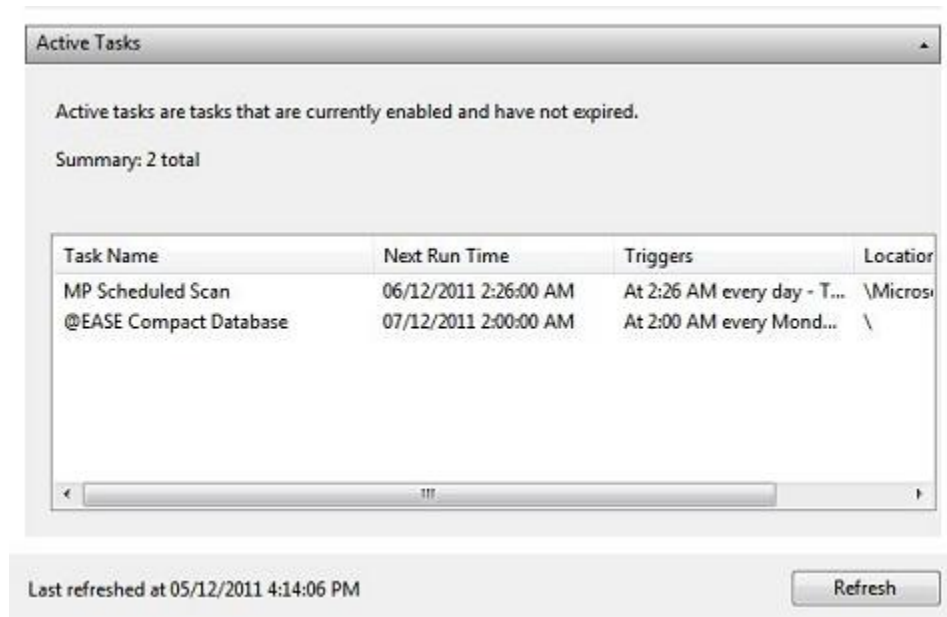 Active Tasks
Active tasks are tasks that are currently enabled and have not expired.
Summary: 2 total
Task Name Next Run Time Triggers Location
MP Scheduled Scan 06/12/2011 2:26:00 AM At 2:26 AM every day - T... \Micros
@EASE Compact Database 07/12/2011 2:00:00 AM At 2:00 AM every Mond... \
Last refreshed at 05/12/2011 4:14:06 PM Refresh